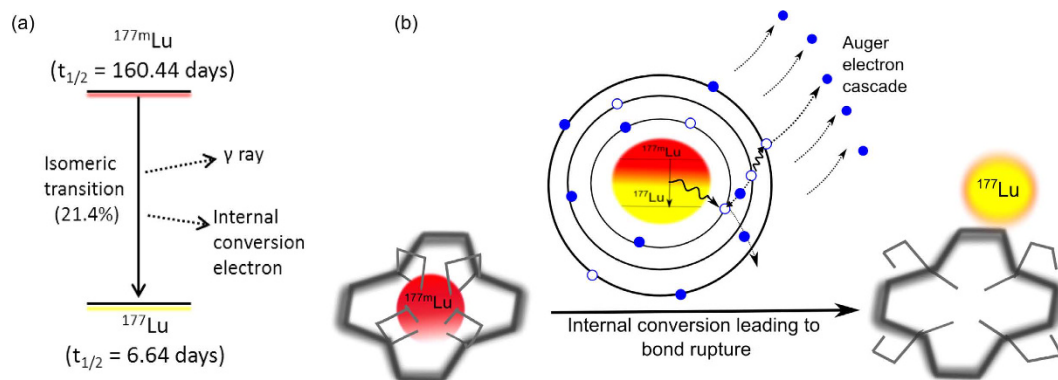 (a)
¹⁷⁷ᵐLu
(t₁/₂ = 160.44 days)
Isomeric
transition
(21.4%)
γ ray
Internal
conversion
electron
¹⁷⁷Lu
(t₁/₂ = 6.64 days)
(b)
Auger
electron
cascade
¹⁷⁷ᵐLu
¹⁷⁷Lu
¹⁷⁷ᵐLu
Internal conversion leading to
bond rupture
¹⁷⁷Lu